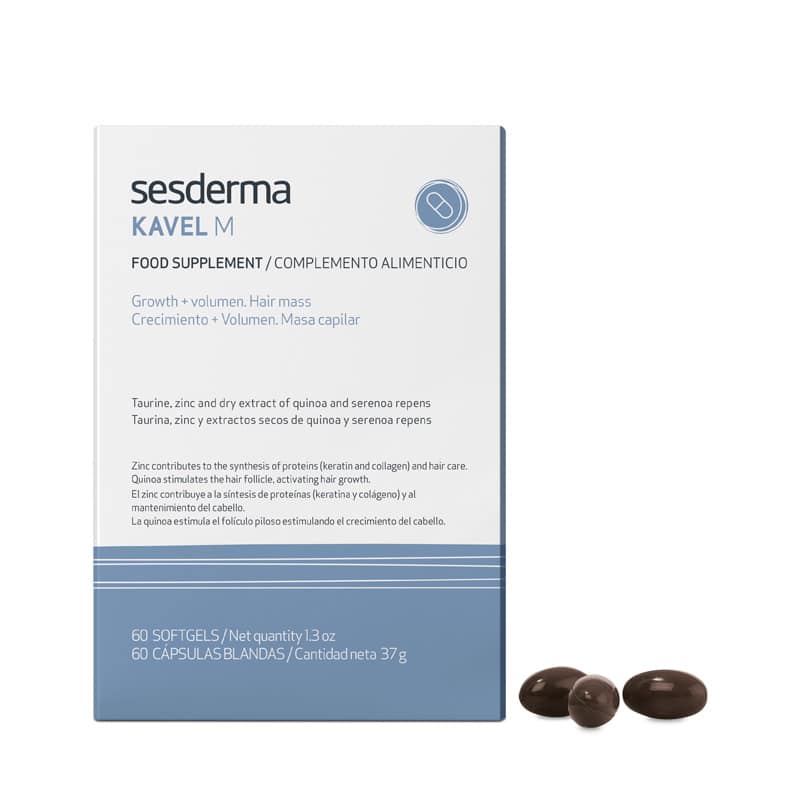 sesderma
KAVEL M
FOOD SUPPLEMENT / COMPLEMENTO ALIMENTICIO
Growth + volumen. Hair mass
Crecimiento + Volumen. Masa capilar
Taurine, zinc and dry extract of quinoa and serenoa repens
Taurina, zinc y extractos secos de quinoa y serenoa repens
Zinc contributes to the synthesis of proteins (keratin and collagen) and hair care.
Quinoa stimulates the hair follicle, activating hair growth.
El zinc contribuye a la síntesis de proteínas (keratina y colágeno) y al
mantenimiento del cabello.
La quinoa estimula el folículo piloso estimulando el crecimiento del cabello.
60 SOFTGELS / Net quantity 1.3 oz
60 CÁPSULAS BLANDAS / Cantidad neta 37 g